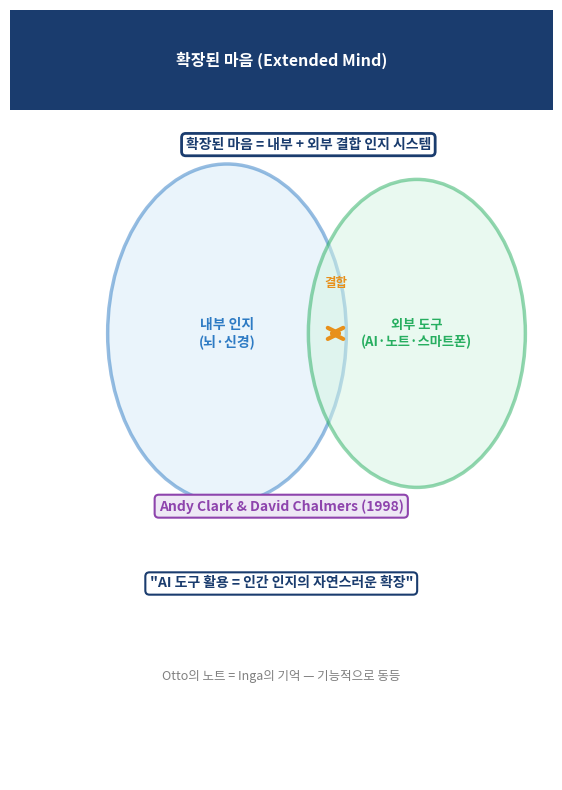 확장된 마음 (Extended Mind)
확장된 마음 = 내부 + 외부 결합 인지 시스템
결합
내부 인지
(뇌·신경)
외부 도구
(AI·노트·스마트폰)
Andy Clark & David Chalmers (1998)
"AI 도구 활용 = 인간 인지의 자연스러운 확장"
Otto의 노트 = Inga의 기억 — 기능적으로 동등